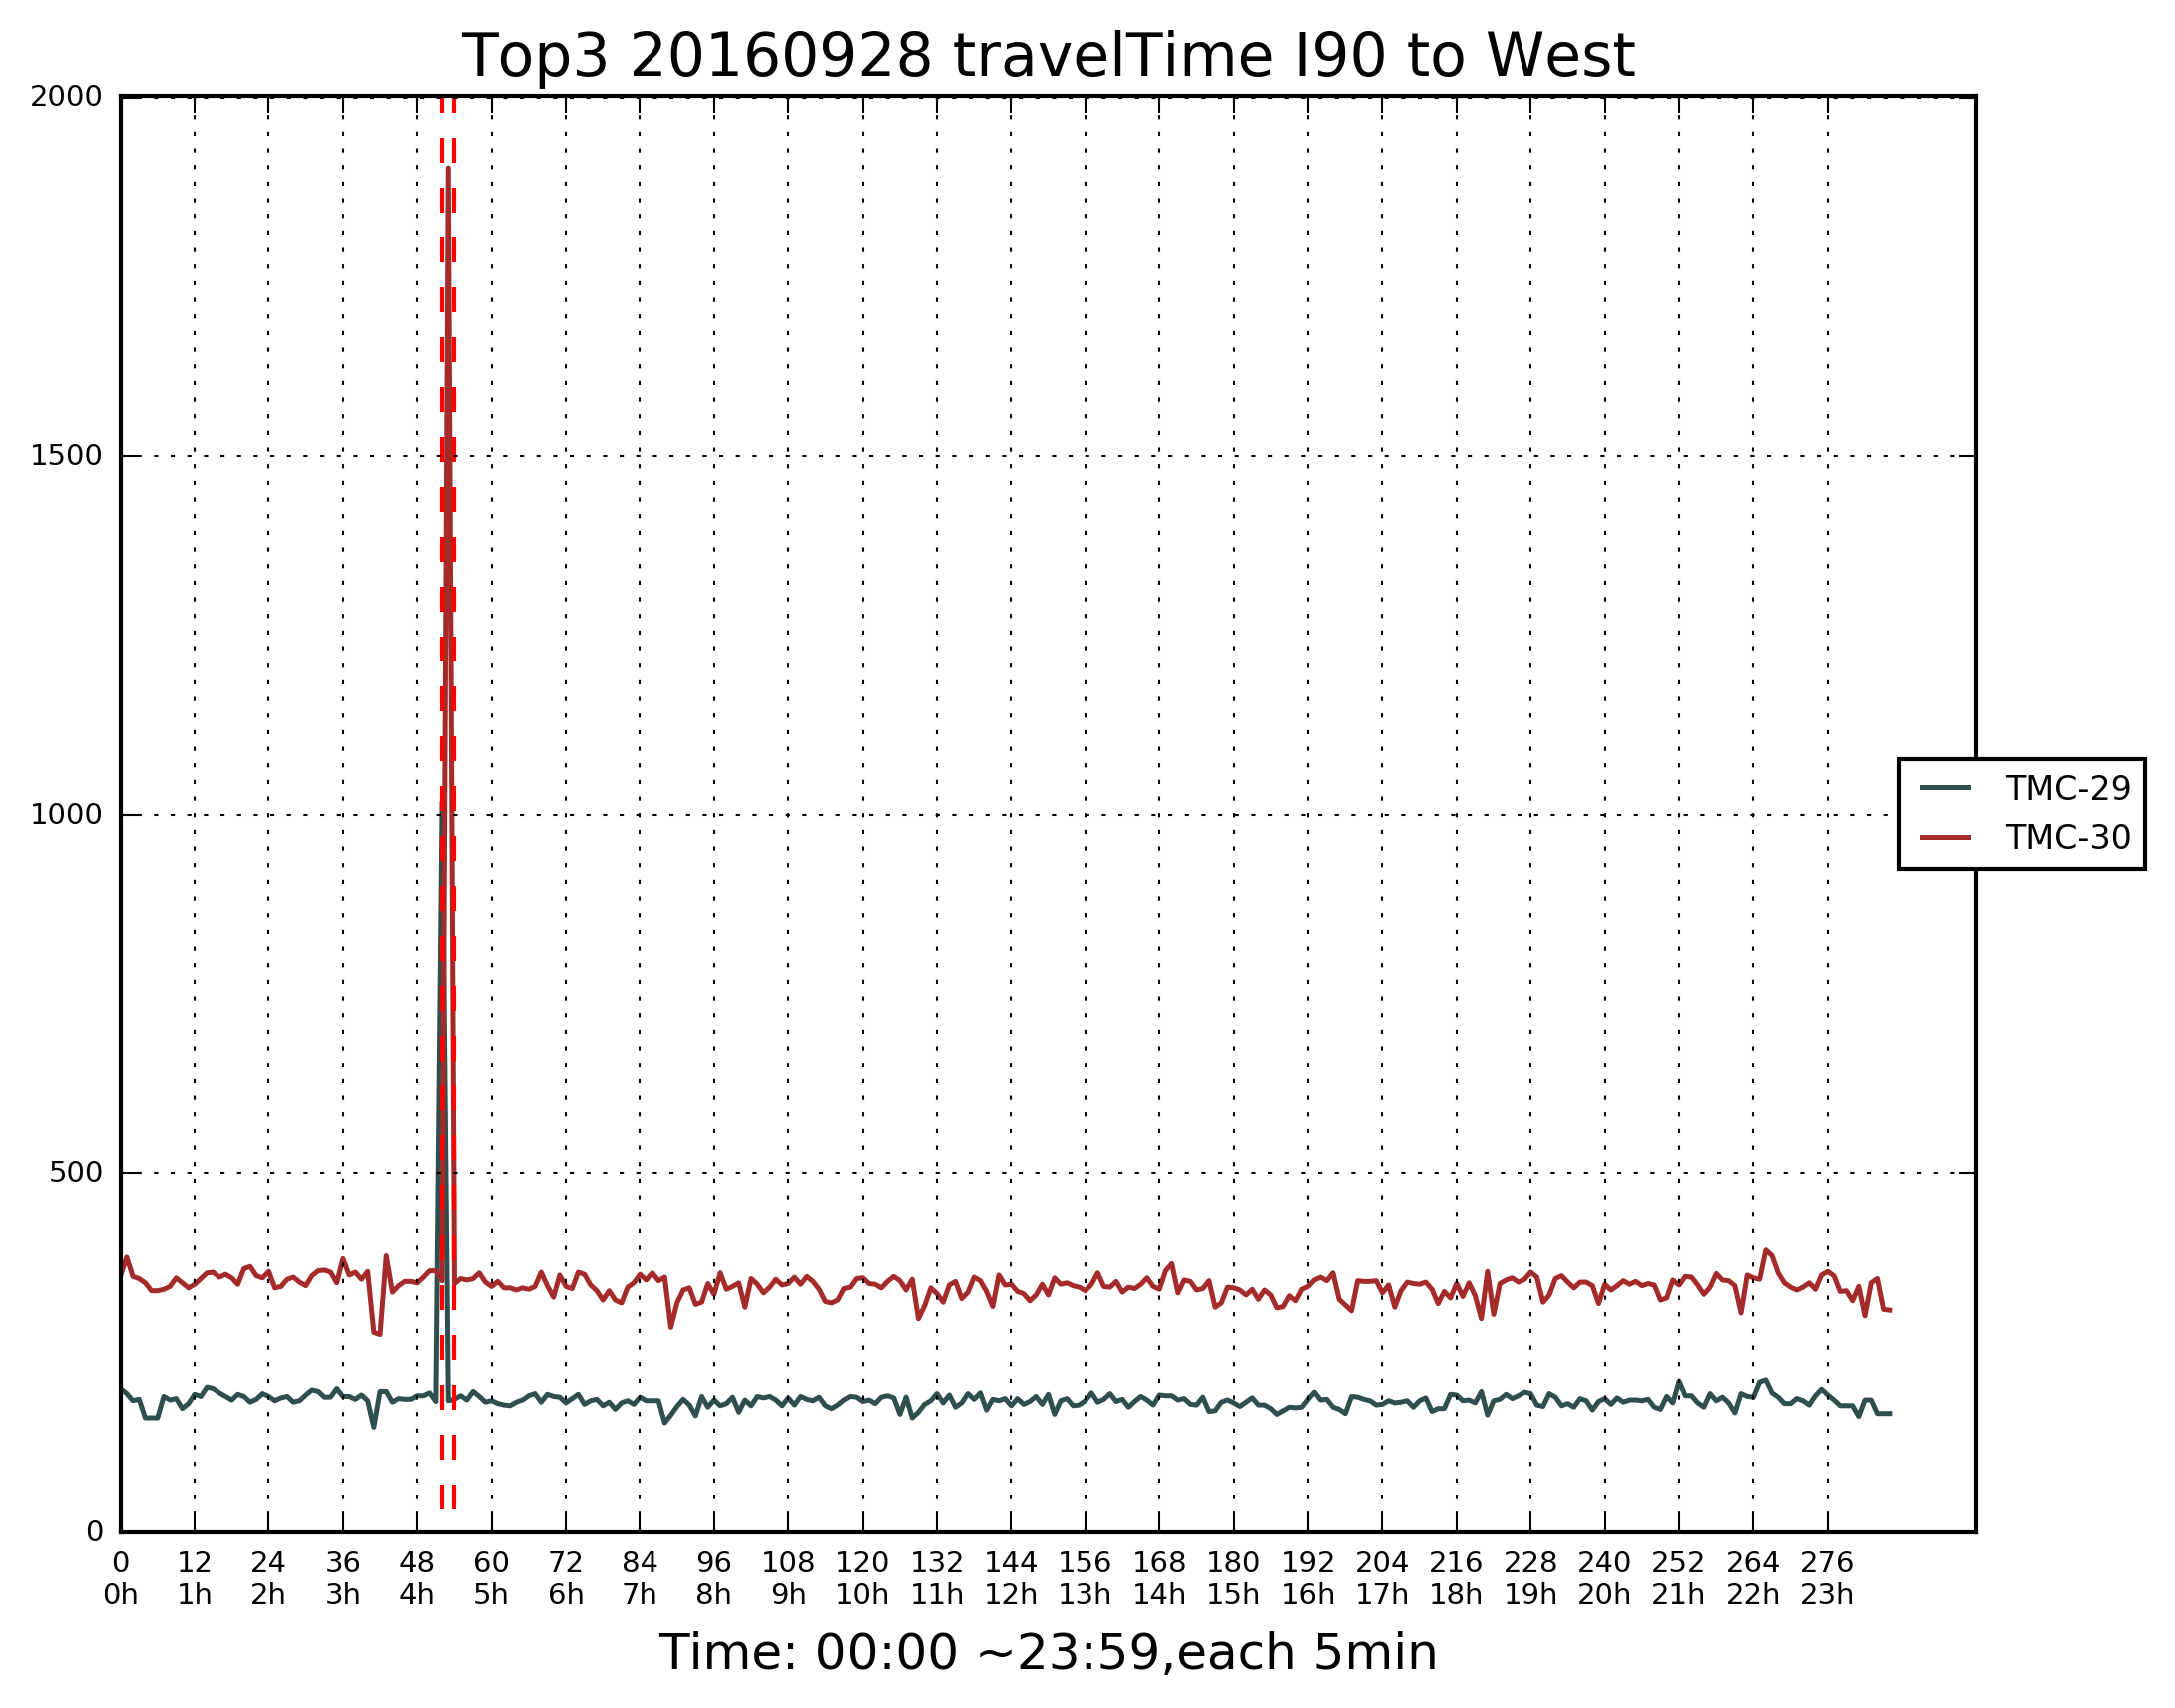 Top3 20160928 travelTime I90 to West
2000
1500
1000
500
0
TMC-29
TMC-30
0 12 24 36 48 60 72 84 96 108 120 132 144 156 168 180 192 204 216 228 240 252 264 276
0h 1h 2h 3h 4h 5h 6h 7h 8h 9h 10h 11h 12h 13h 14h 15h 16h 17h 18h 19h 20h 21h 22h 23h
Time: 00:00 ~23:59,each 5min